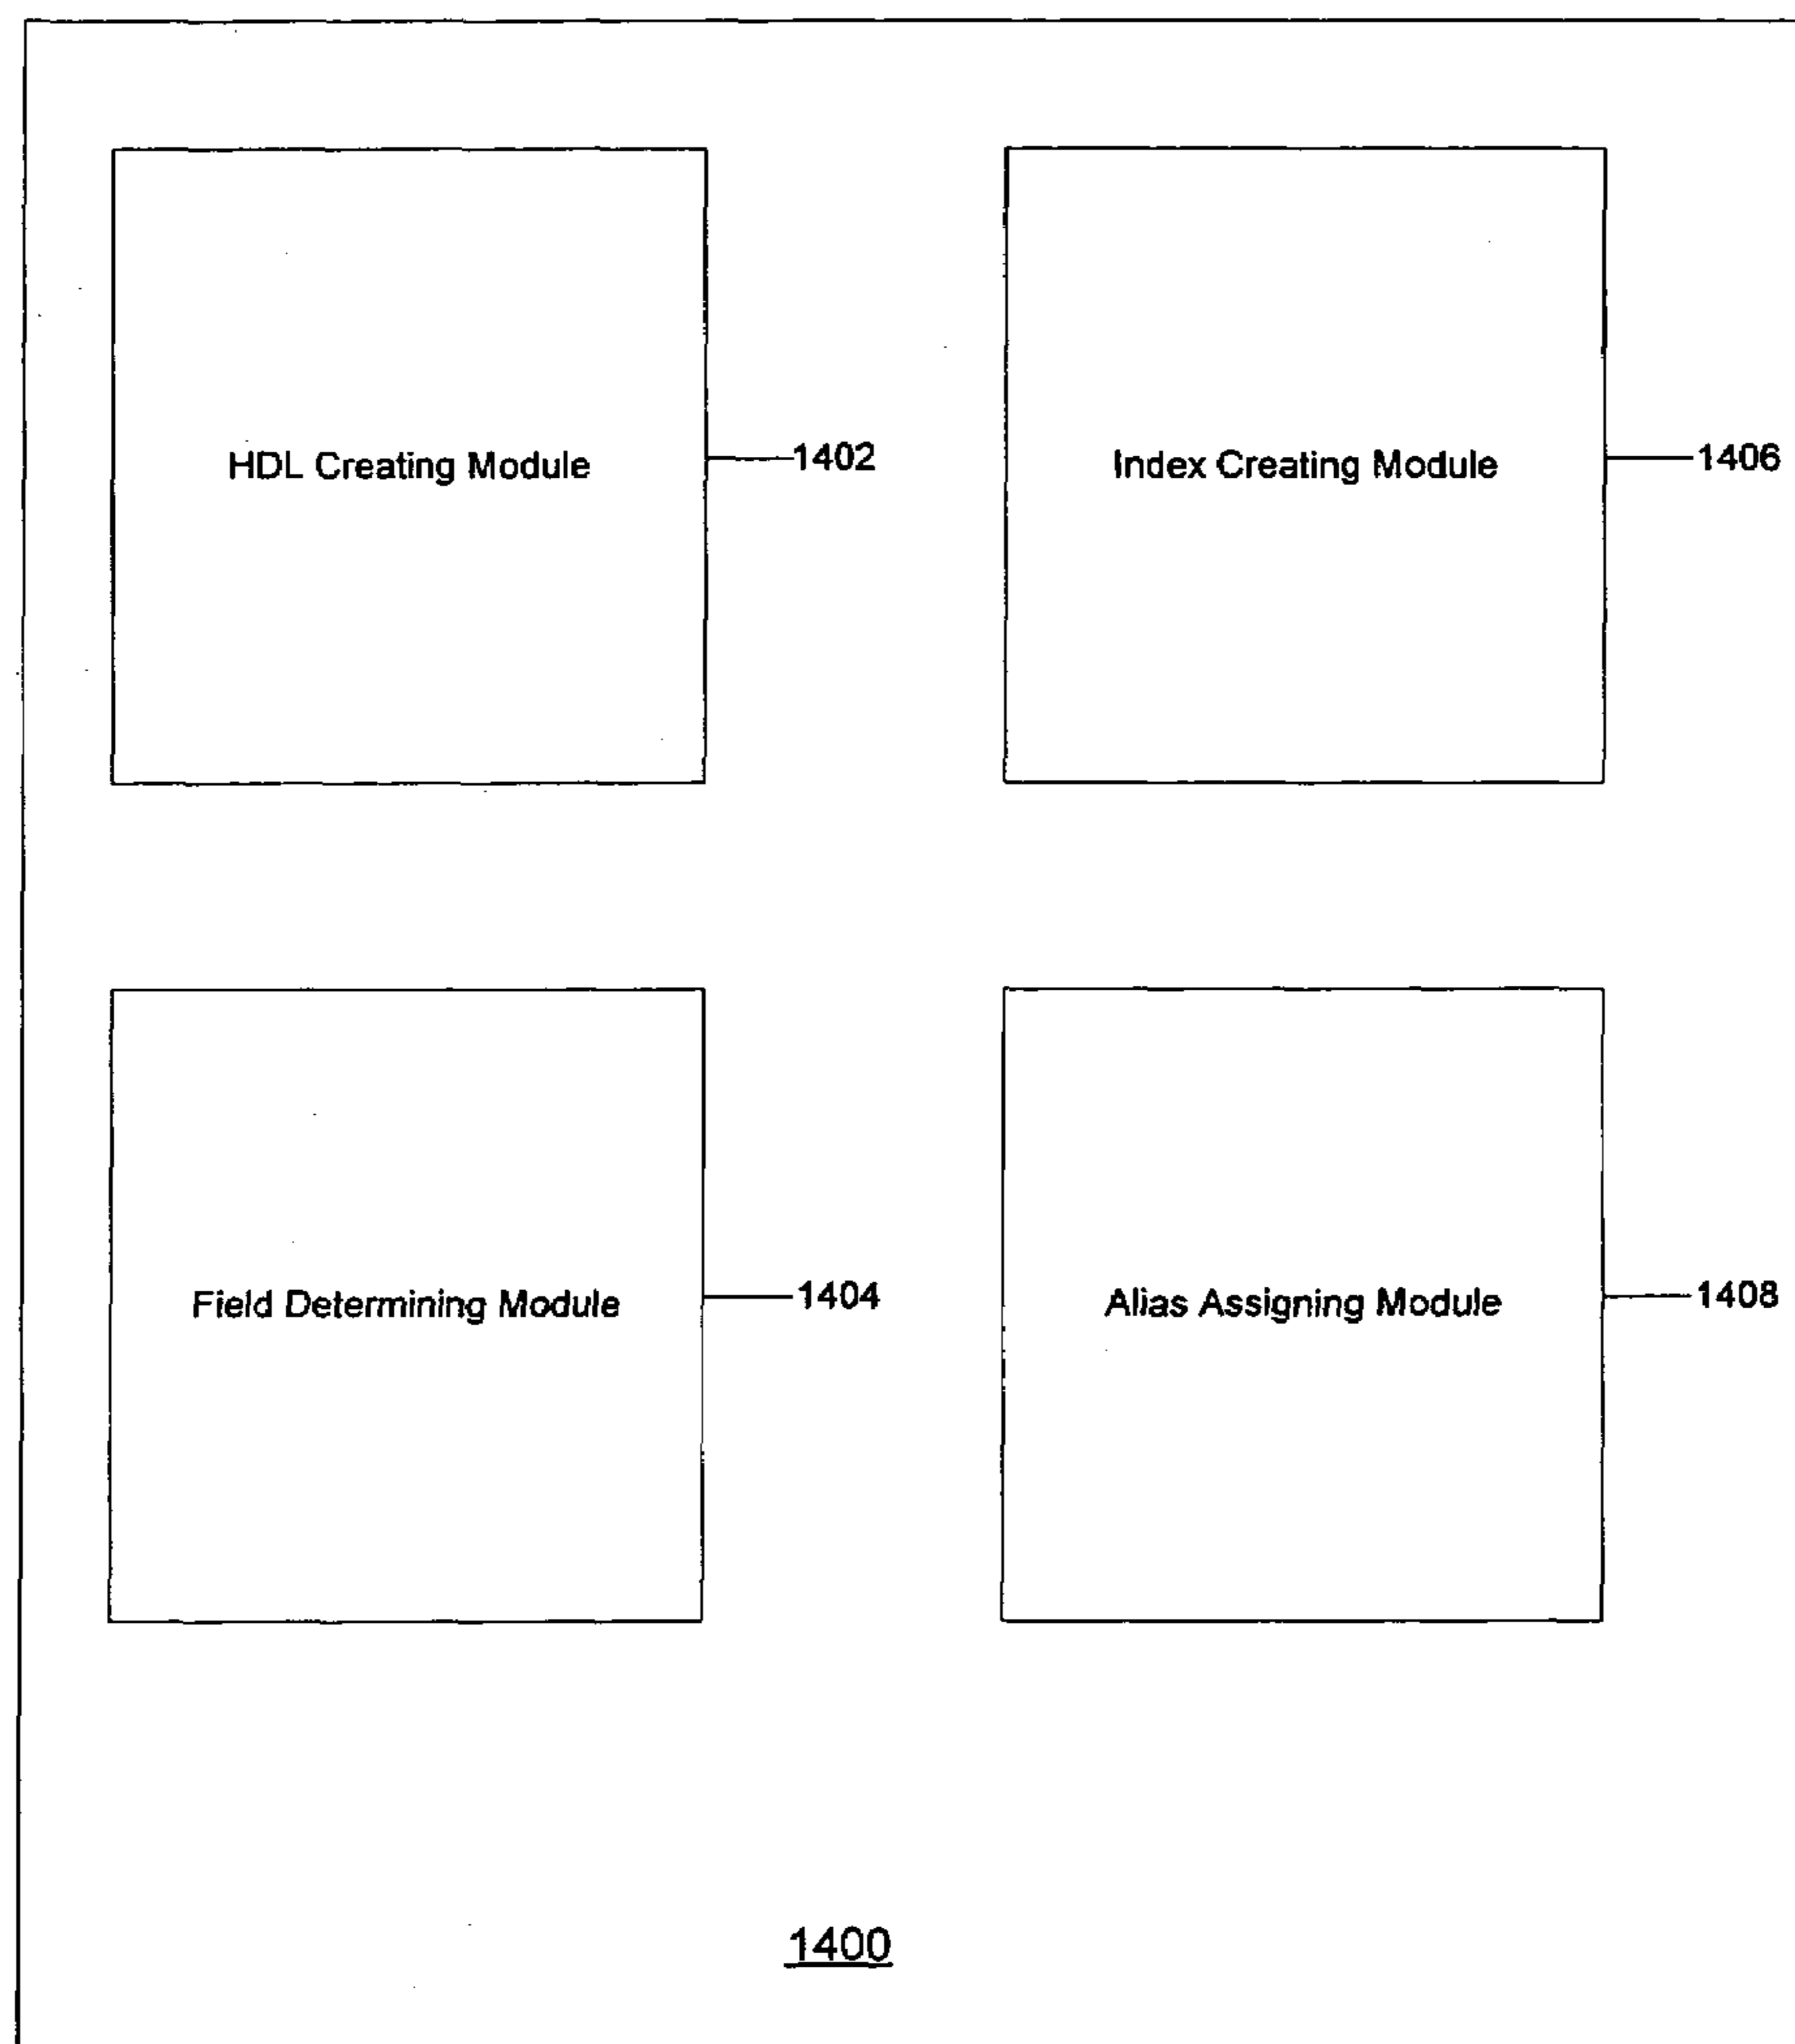 HDL Creating Module
1402
Index Creating Module
1406
Field Determining Module
1404
Alias Assigning Module
1408
1400